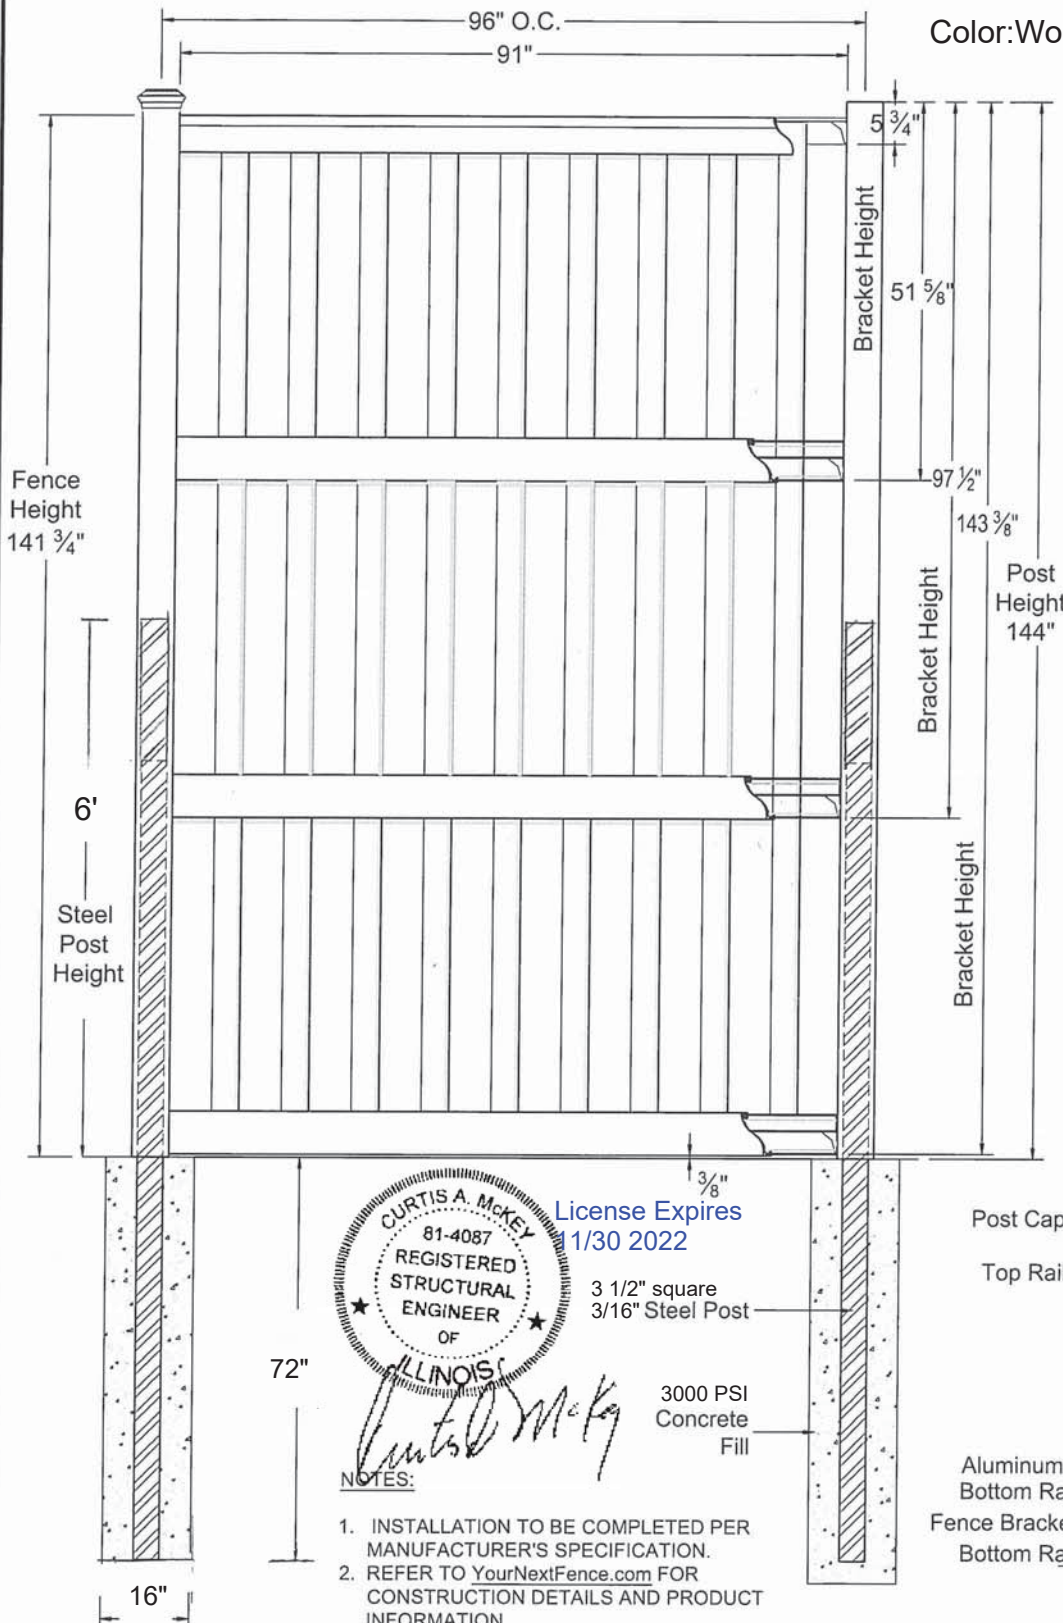 96" O.C.
Color:Wo
91"
5 3/4"
Bracket Height
51 5/8"
Fence
Height
141 3/4"
97 1/2"
143 3/8"
Post
Height
144"
Bracket Height
6'
Steel
Post
Height
Bracket Height
3/8"
CURTIS A. McKEY
81-4087
REGISTERED
STRUCTURAL
ENGINEER
OF
ILLINOIS
License Expires
11/30 2022
Post Cap
Top Rai
3 1/2" square
3/16" Steel Post
72"
3000 PSI
Concrete
Fill
Curtis A McKey
Aluminum
Bottom Ra
Fence Bracke
Bottom Ra
NOTES:
1. INSTALLATION TO BE COMPLETED PER
MANUFACTURER'S SPECIFICATION.
2. REFER TO YourNextFence.com FOR
CONSTRUCTION DETAILS AND PRODUCT
INFORMATION
16"